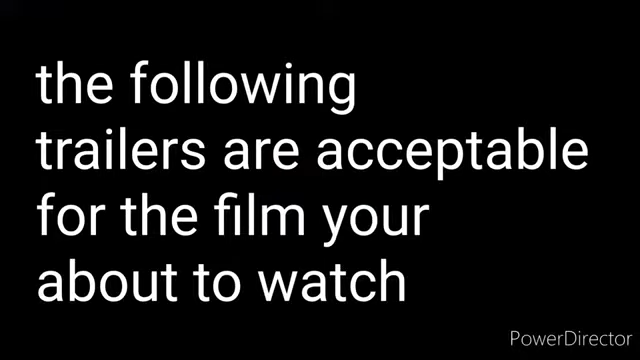 the following
trailers are acceptable
for the film your
about to watch
PowerDirector